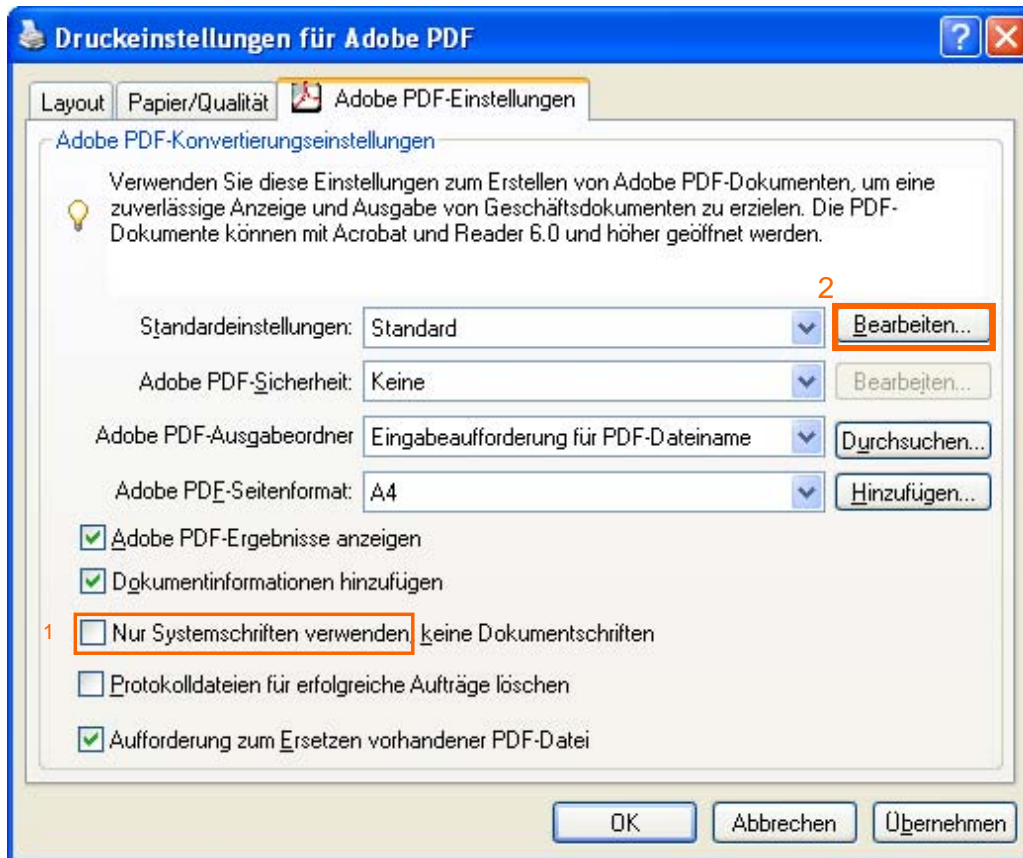 Druckeinstellungen für Adobe PDF
Layout Papier/Qualität Adobe PDF-Einstellungen
Adobe PDF-Konvertierungseinstellungen
Verwenden Sie diese Einstellungen zum Erstellen von Adobe PDF-Dokumenten, um eine
zuverlässige Anzeige und Ausgabe von Geschäftsdokumenten zu erzielen. Die PDF-
Dokumente können mit Acrobat und Reader 6.0 und höher geöffnet werden.
2
Standardeinstellungen: Standard Bearbeiten...
Adobe PDF-Sicherheit: Keine Bearbeiten...
Adobe PDF-Ausgabeordner Eingabeaufforderung für PDF-Dateiname Durchsuchen...
Adobe PDF-Seitenformat: A4 Hinzufügen...
Adobe PDF-Ergebnisse anzeigen
Dokumentinformationen hinzufügen
1 Nur Systemschriften verwenden, keine Dokumentschriften
Protokolldateien für erfolgreiche Aufträge löschen
Aufforderung zum Ersetzen vorhandener PDF-Datei
OK Abbrechen Übernehmen